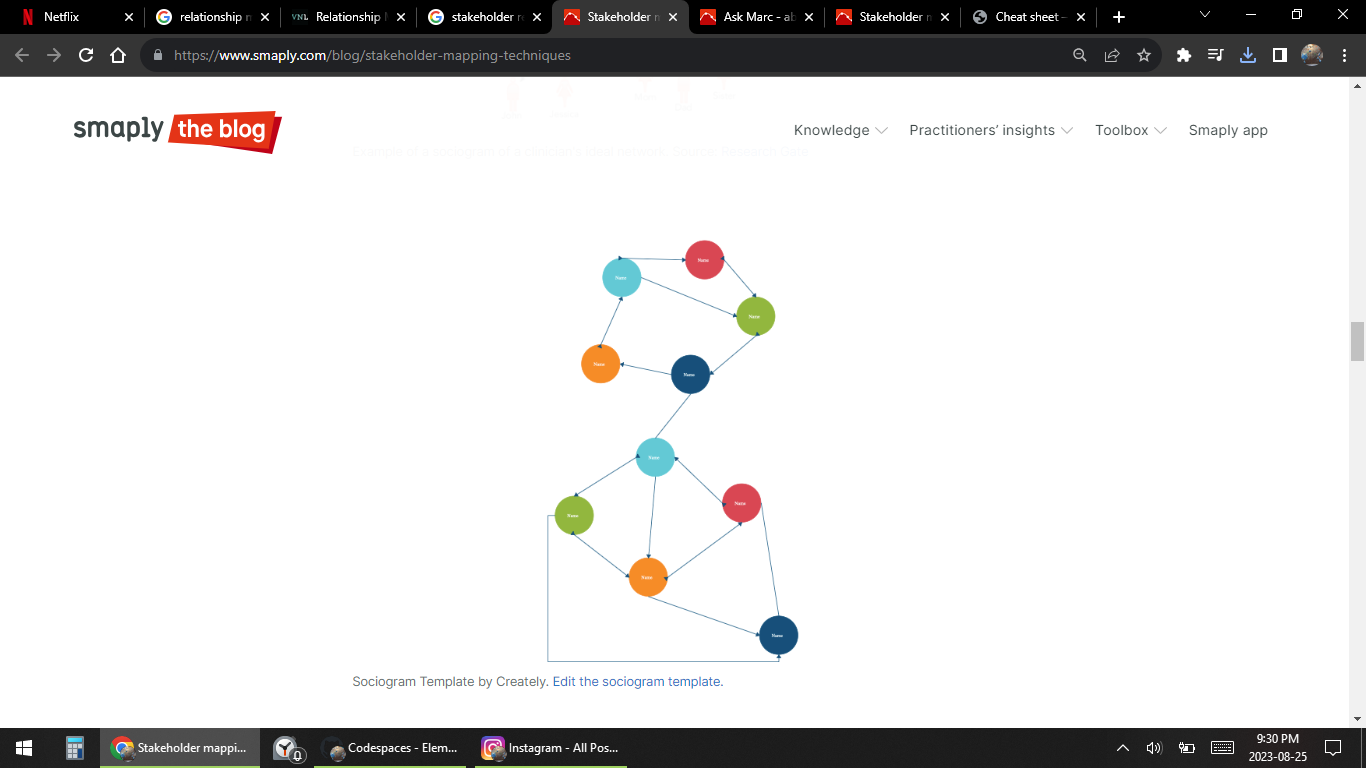 Netflix
relationship n
VNL
Relationship
stakeholder re
Stakeholder m
Ask Marc - ab
Stakeholder m
Cheat sheet –
https://www.smaply.com/blog/stakeholder-mapping-techniques
smaply the blog
Knowledge
Practitioners’ insights
Toolbox
Smaply app
Name
Name
Name
Name
Name
Name
Name
Name
Name
Name
Sociogram Template by Creately. Edit the sociogram template.
Stakeholder mappi...
0
Codespaces - Elem...
Instagram - All Pos...
9:30 PM
2023-08-25